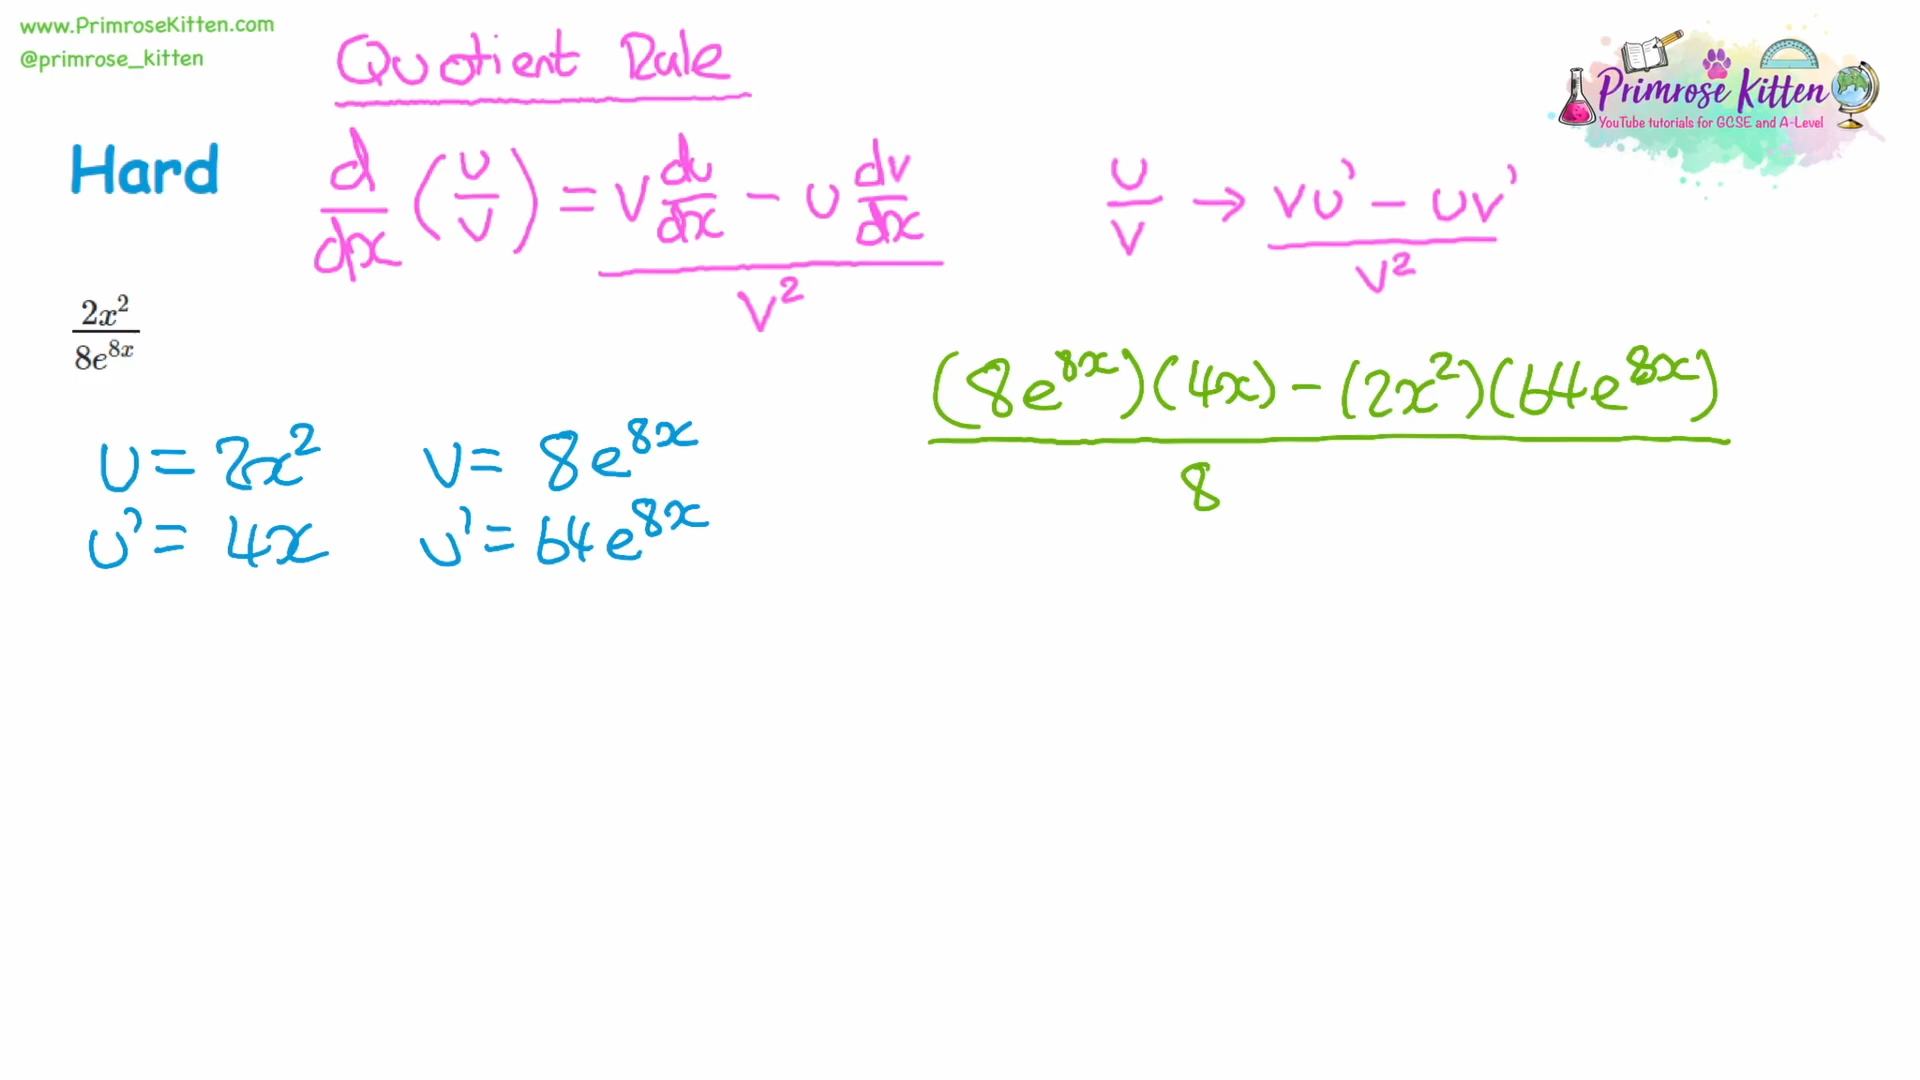 www.PrimroseKitten.com
@primrose_kitten
Quotient Rule
Primrose Kitten
YouTube tutorials for GCSE and A-Level
Hard
d/dx (u/v) = (v du/dx - u dv/dx)/v²
u/v → (vu' - uv')/v²
2x²/8e^{8x}
(8e^{8x})(4x) - (2x²)(64e^{8x})
8
u = 2x² v = 8e^{8x}
u' = 4x v' = 64e^{8x}